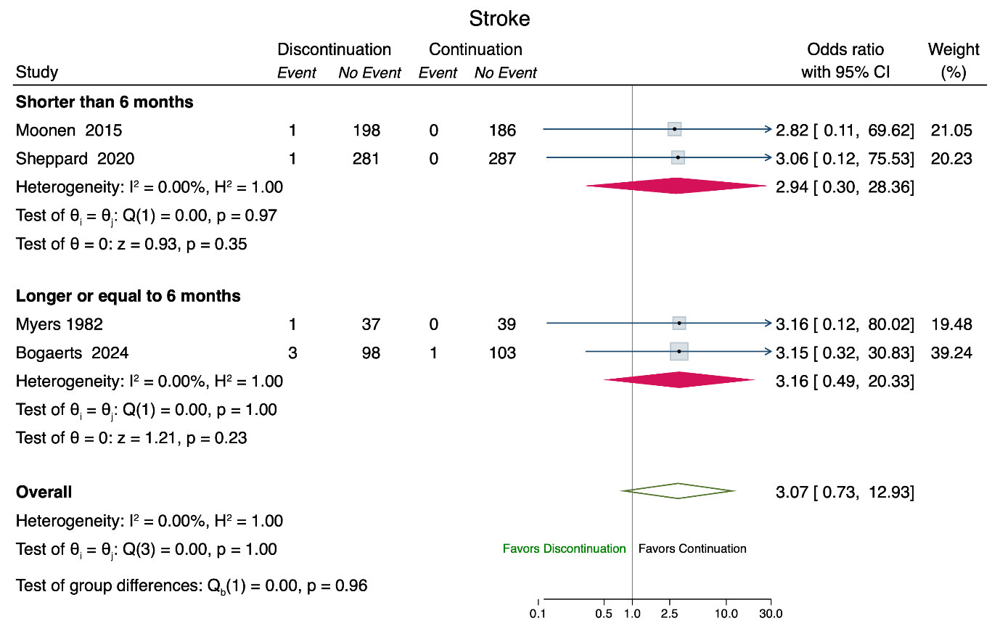 Stroke
Discontinuation Continuation Odds ratio Weight
Study Event No Event Event No Event with 95% CI (%)
Shorter than 6 months
Moonen 2015 1 198 0 186 2.82 [ 0.11, 69.62] 21.05
Sheppard 2020 1 281 0 287 3.06 [ 0.12, 75.53] 20.23
Heterogeneity: I² = 0.00%, H² = 1.00 2.94 [ 0.30, 28.36]
Test of θᵢ = θⱼ: Q(1) = 0.00, p = 0.97
Test of θ = 0: z = 0.93, p = 0.35
Longer or equal to 6 months
Myers 1982 1 37 0 39 3.16 [ 0.12, 80.02] 19.48
Bogaerts 2024 3 98 1 103 3.15 [ 0.32, 30.83] 39.24
Heterogeneity: I² = 0.00%, H² = 1.00 3.16 [ 0.49, 20.33]
Test of θᵢ = θⱼ: Q(1) = 0.00, p = 1.00
Test of θ = 0: z = 1.21, p = 0.23
Overall 3.07 [ 0.73, 12.93]
Heterogeneity: I² = 0.00%, H² = 1.00
Test of θᵢ = θⱼ: Q(3) = 0.00, p = 1.00 Favors Discontinuation Favors Continuation
Test of group differences: Q_b(1) = 0.00, p = 0.96
0.1 0.5 1.0 2.5 10.0 30.0